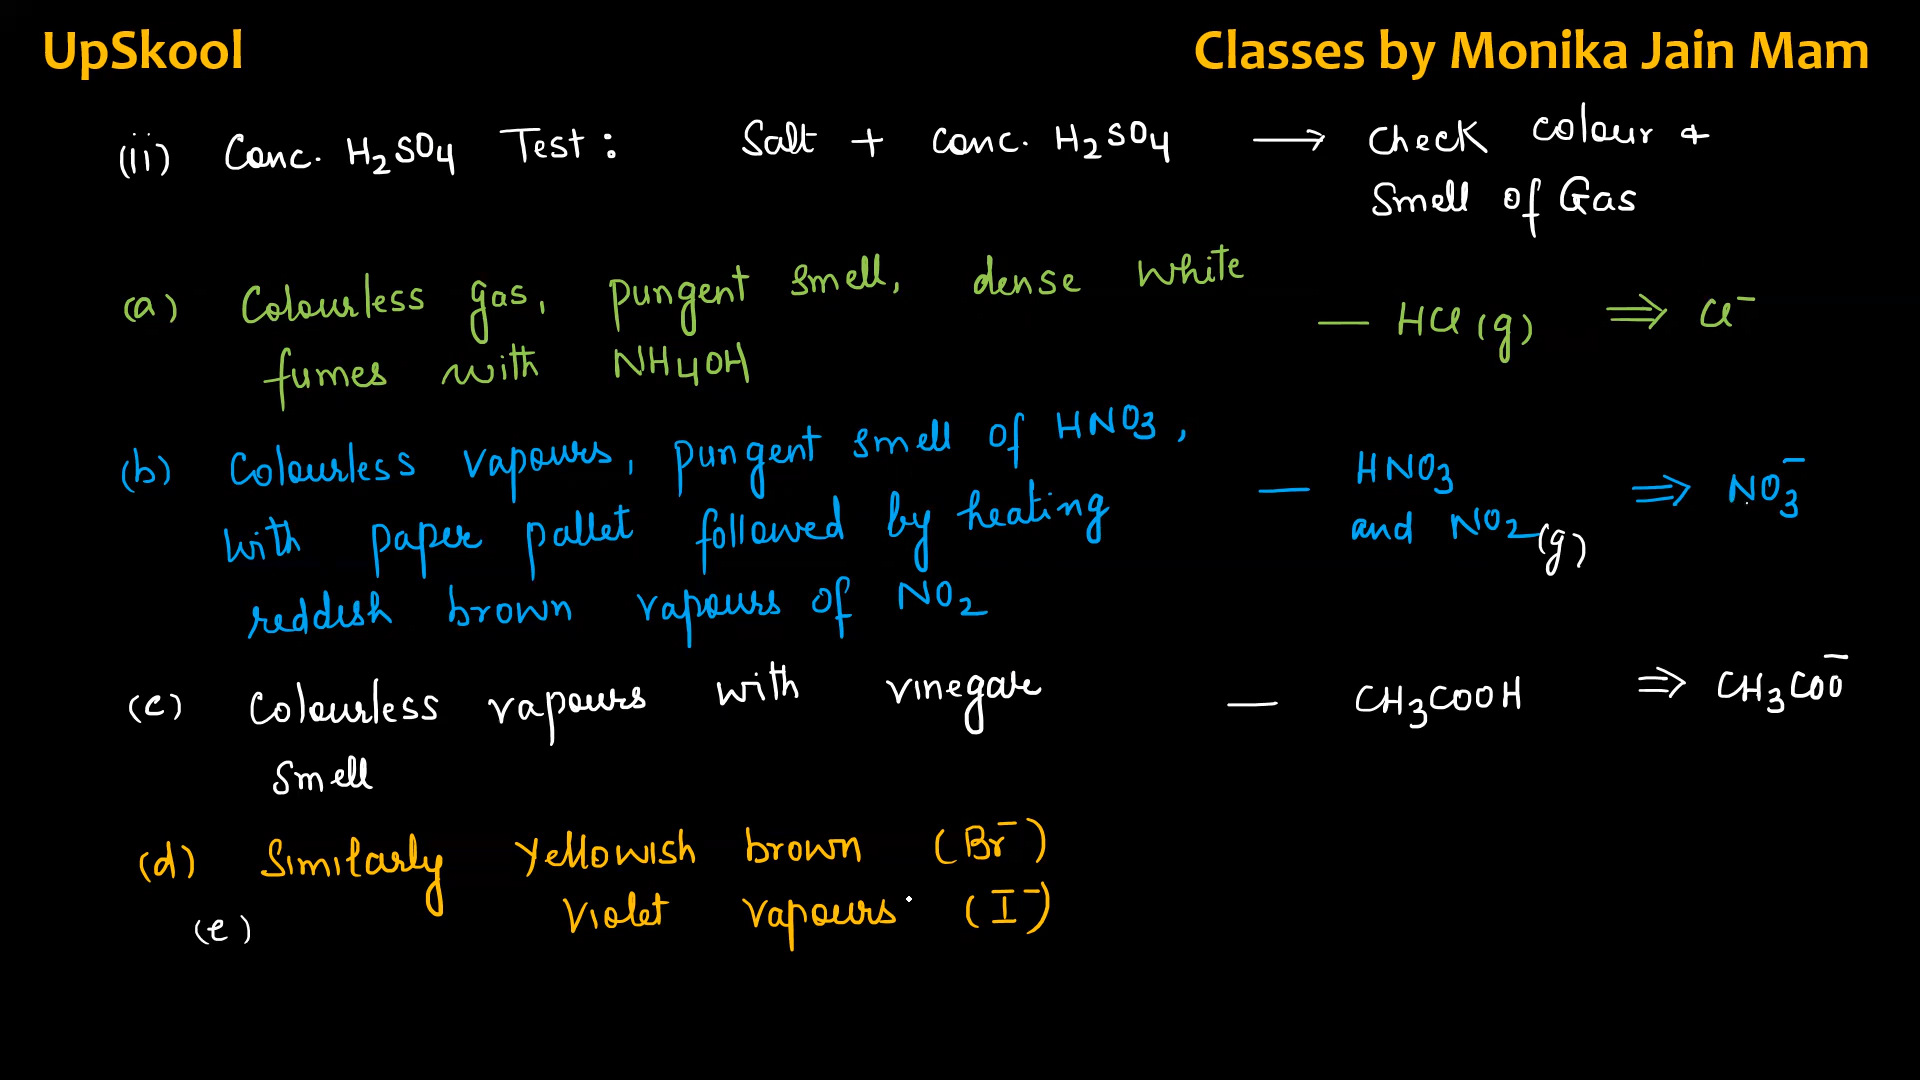 UpSkool
Classes by Monika Jain Mam
(ii) Conc. H2SO4 Test: Salt + conc. H2SO4 → Check colour &
Smell of Gas
(a) Colourless gas, pungent smell, dense white
fumes with NH4OH — HCl(g) ⇒ Cl⁻
(b) Colourless vapours, pungent smell of HNO3,
with paper pallet followed by heating — HNO3 and NO2(g) ⇒ NO3⁻
reddish brown vapours of NO2
(c) Colourless vapours with vinegar — CH3COOH ⇒ CH3COO⁻
Smell
(d) Similarly yellowish brown (Br⁻)
(e) Violet vapours (I⁻)